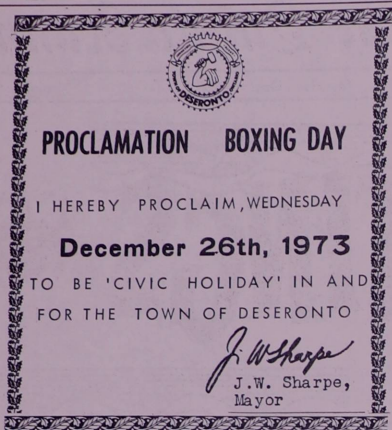 DESERONTO
PROCLAMATION BOXING DAY
I HEREBY PROCLAIM, WEDNESDAY
December 26th, 1973
TO BE 'CIVIC HOLIDAY' IN AND
FOR THE TOWN OF DESERONTO
J. W Sharpe
J.W. Sharpe,
Mayor